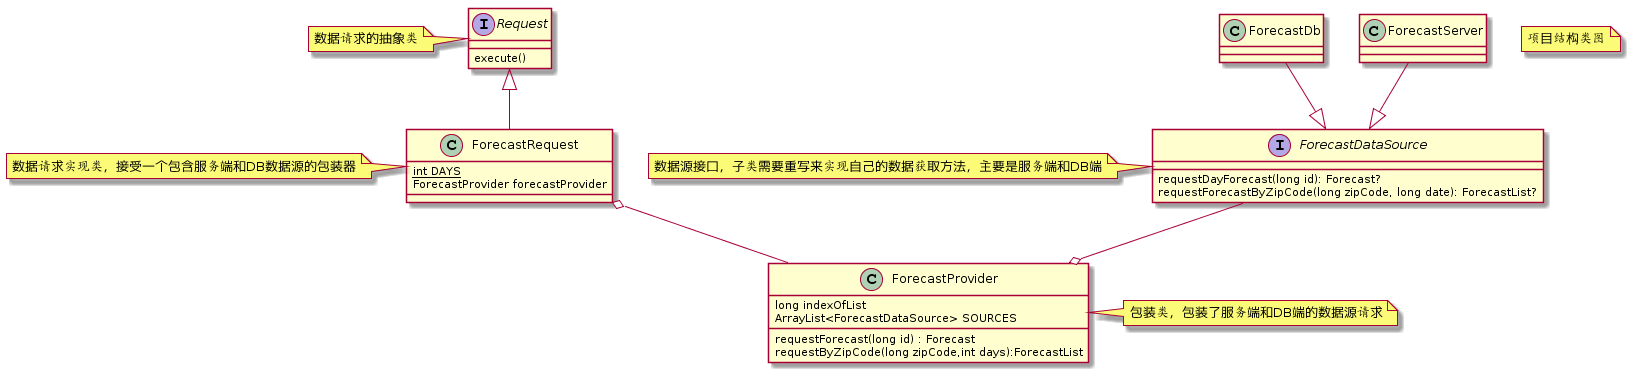 I Request
execute()
数据请求的抽象类
C ForecastDb
C ForecastServer
项目结构类图
数据请求实现类，接受一个包含服务端和DB数据源的包装器
C ForecastRequest
int DAYS
ForecastProvider forecastProvider
数据源接口，子类需要重写来实现自己的数据获取方法，主要是服务端和DB端
I ForecastDataSource
requestDayForecast(long id): Forecast?
requestForecastByZipCode(long zipCode, long date): ForecastList?
C ForecastProvider
long indexOfList
ArrayList<ForecastDataSource> SOURCES
requestForecast(long id) : Forecast
requestByZipCode(long zipCode,int days):ForecastList
包装类，包装了服务端和DB端的数据源请求